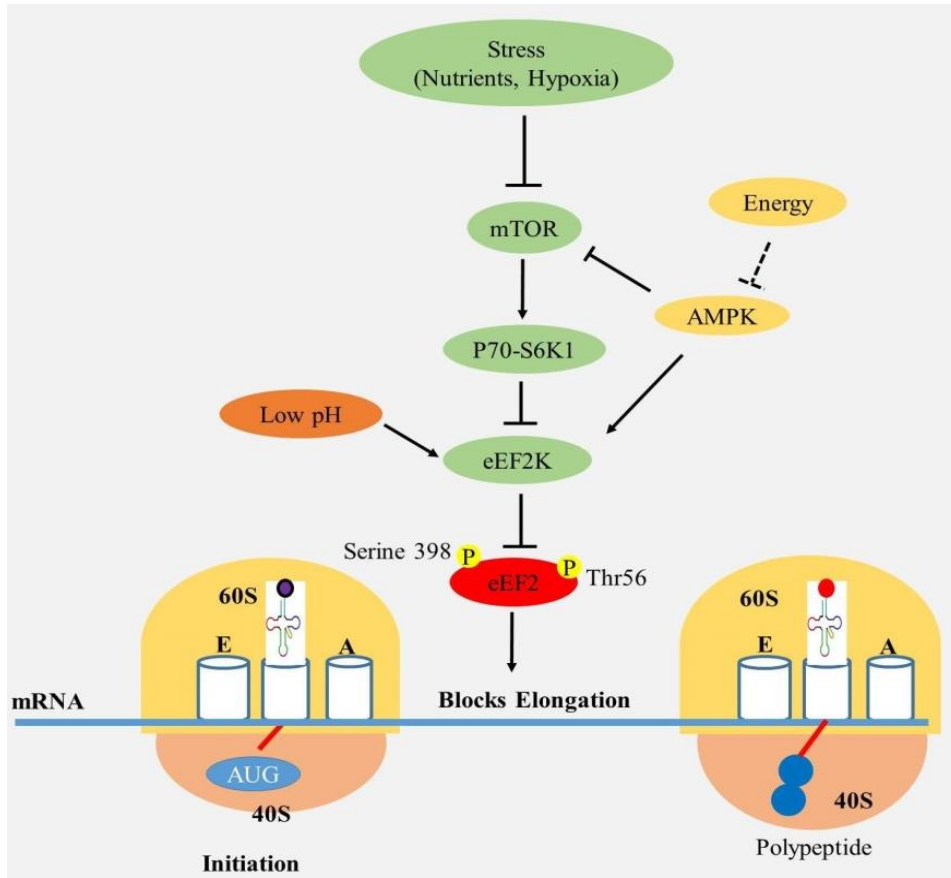 Stress
(Nutrients, Hypoxia)
Energy
mTOR
AMPK
P70-S6K1
Low pH
eEF2K
Serine 398
P
P
eEF2
Thr56
60S
60S
E
A
E
A
mRNA
Blocks Elongation
AUG
40S
40S
Polypeptide
Initiation